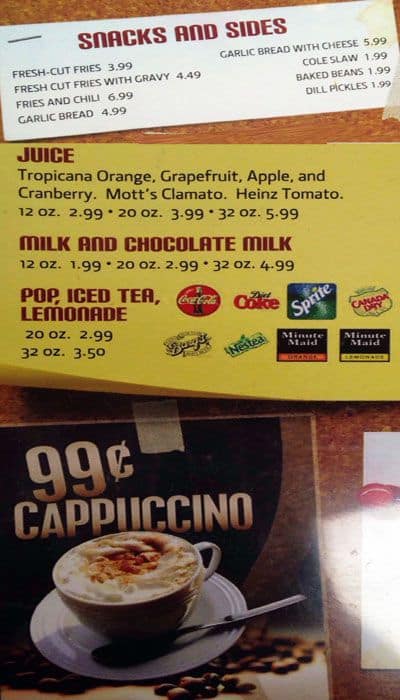 SNACKS AND SIDES
FRESH-CUT FRIES 3.99
FRESH CUT FRIES WITH GRAVY 4.49
FRIES AND CHILI 6.99
GARLIC BREAD 4.99
GARLIC BREAD WITH CHEESE 5.99
COLE SLAW 1.99
BAKED BEANS 1.99
DILL PICKLES 1.99
JUICE
Tropicana Orange, Grapefruit, Apple, and
Cranberry. Mott's Clamato. Heinz Tomato.
12 oz. 2.99 • 20 oz. 3.99 • 32 oz. 5.99
MILK AND CHOCOLATE MILK
12 oz. 1.99 • 20 oz. 2.99 • 32 oz. 4.99
POP, ICED TEA,
LEMONADE
20 oz. 2.99
32 oz. 3.50
Coca-Cola
Diet
Coke
Sprite
CANADA
DRY
Barq's
Nestea
Minute
Maid
ORANGE
Minute
Maid
LEMONADE
99¢
CAPPUCCINO